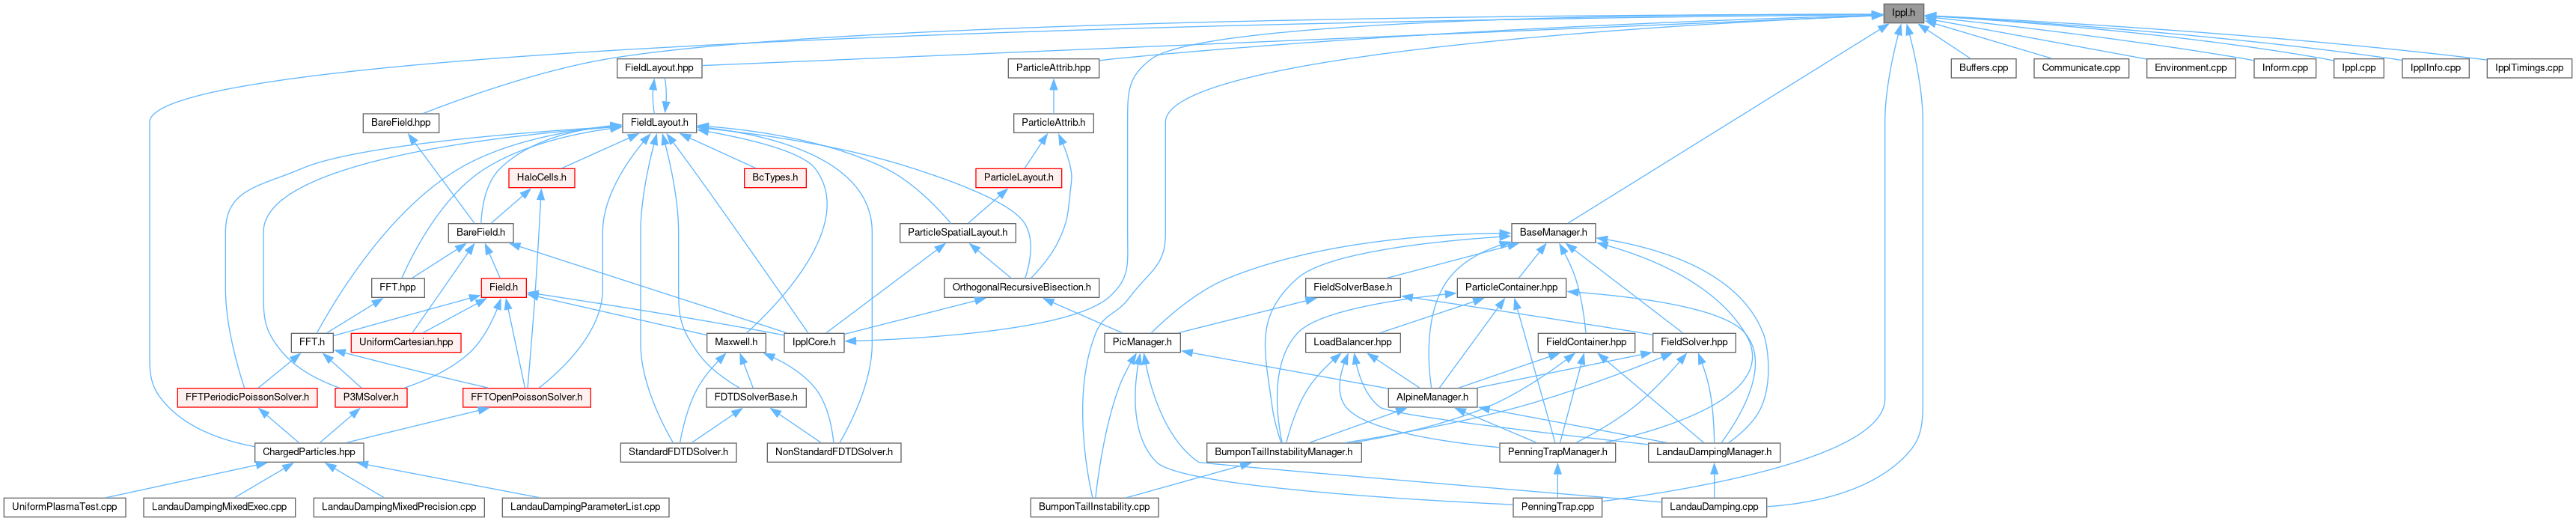 Ippl.h
FieldLayout.hpp
ParticleAttrib.hpp
Buffers.cpp
Communicate.cpp
Environment.cpp
Inform.cpp
Ippl.cpp
IpplInfo.cpp
IpplTimings.cpp
BareField.hpp
FieldLayout.h
ParticleAttrib.h
HaloCells.h
BcTypes.h
ParticleLayout.h
BareField.h
ParticleSpatialLayout.h
BaseManager.h
FFT.hpp
Field.h
OrthogonalRecursiveBisection.h
FieldSolverBase.h
ParticleContainer.hpp
FFT.h
UniformCartesian.hpp
Maxwell.h
IpplCore.h
PicManager.h
LoadBalancer.hpp
FieldContainer.hpp
FieldSolver.hpp
FFTPeriodicPoissonSolver.h
P3MSolver.h
FFTOpenPoissonSolver.h
FDTDSolverBase.h
AlpineManager.h
ChargedParticles.hpp
StandardFDTDSolver.h
NonStandardFDTDSolver.h
BumponTailInstabilityManager.h
PenningTrapManager.h
LandauDampingManager.h
UniformPlasmaTest.cpp
LandauDampingMixedExec.cpp
LandauDampingMixedPrecision.cpp
LandauDampingParameterList.cpp
BumponTailInstability.cpp
PenningTrap.cpp
LandauDamping.cpp